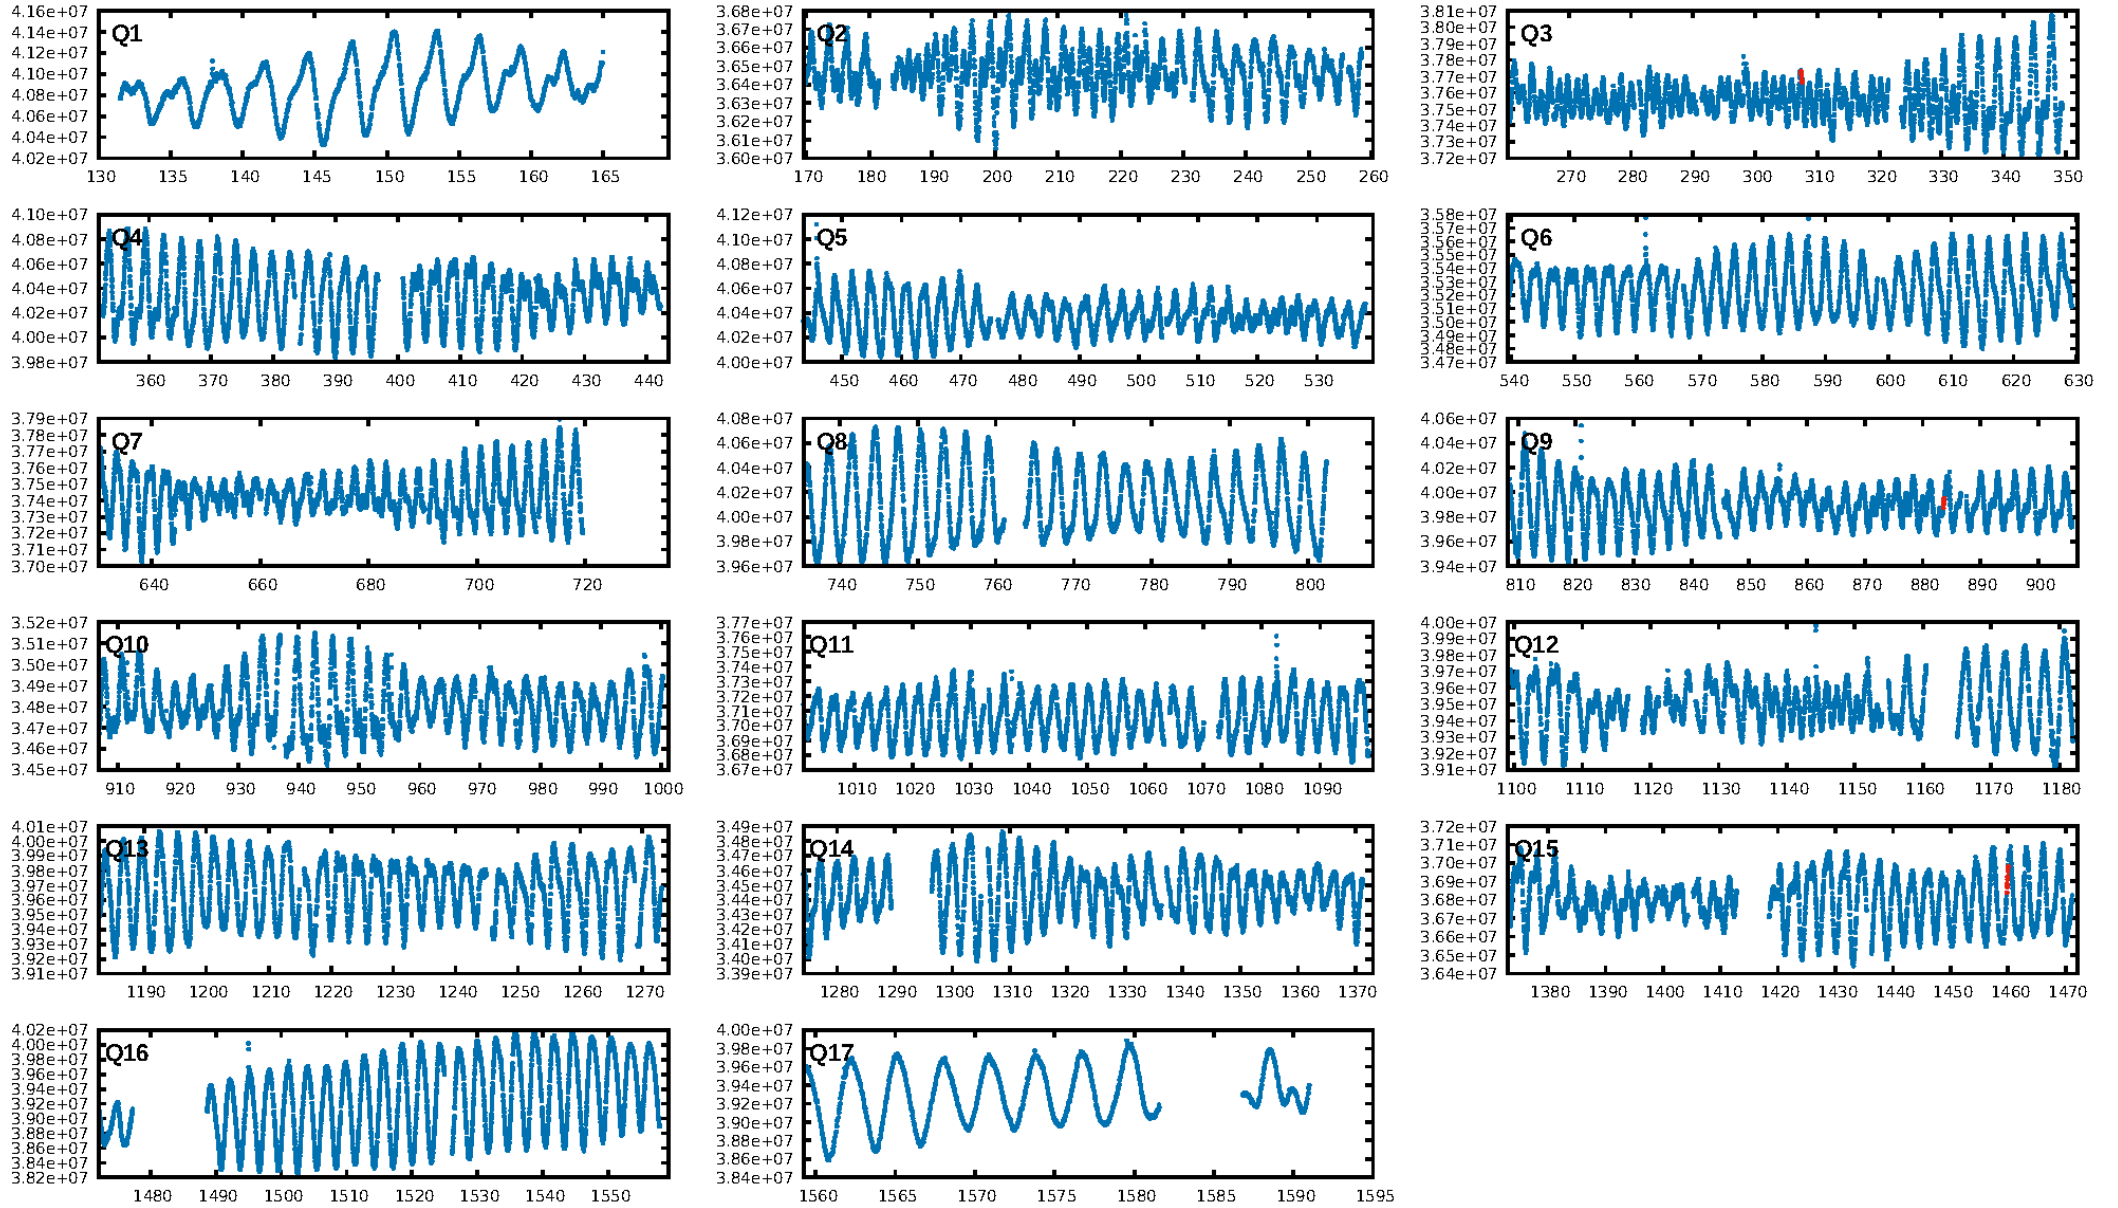 4.16e+07
4.14e+07
4.12e+07
4.10e+07
4.08e+07
4.06e+07
4.04e+07
4.02e+07
Q1
130 135 140 145 150 155 160 165
3.68e+07
3.67e+07
3.66e+07
3.65e+07
3.64e+07
3.63e+07
3.62e+07
3.61e+07
3.60e+07
Q2
170 180 190 200 210 220 230 240 250 260
3.81e+07
3.80e+07
3.79e+07
3.78e+07
3.77e+07
3.76e+07
3.75e+07
3.74e+07
3.73e+07
3.72e+07
Q3
270 280 290 300 310 320 330 340 350
4.10e+07
4.08e+07
4.06e+07
4.04e+07
4.02e+07
4.00e+07
3.98e+07
Q4
360 370 380 390 400 410 420 430 440
4.12e+07
4.10e+07
4.08e+07
4.06e+07
4.04e+07
4.02e+07
4.00e+07
Q5
450 460 470 480 490 500 510 520 530
3.58e+07
3.57e+07
3.56e+07
3.55e+07
3.54e+07
3.53e+07
3.52e+07
3.51e+07
3.50e+07
3.49e+07
3.48e+07
3.47e+07
Q6
540 550 560 570 580 590 600 610 620 630
3.79e+07
3.78e+07
3.77e+07
3.76e+07
3.75e+07
3.74e+07
3.73e+07
3.72e+07
3.71e+07
3.70e+07
Q7
640 660 680 700 720
4.08e+07
4.06e+07
4.04e+07
4.02e+07
4.00e+07
3.98e+07
3.96e+07
Q8
740 750 760 770 780 790 800
4.06e+07
4.04e+07
4.02e+07
4.00e+07
3.98e+07
3.96e+07
3.94e+07
Q9
810 820 830 840 850 860 870 880 890 900
3.52e+07
3.51e+07
3.50e+07
3.49e+07
3.48e+07
3.47e+07
3.46e+07
3.45e+07
Q10
910 920 930 940 950 960 970 980 990 1000
3.77e+07
3.76e+07
3.75e+07
3.74e+07
3.73e+07
3.72e+07
3.71e+07
3.70e+07
3.69e+07
3.68e+07
3.67e+07
Q11
1010 1020 1030 1040 1050 1060 1070 1080 1090
4.00e+07
3.99e+07
3.98e+07
3.97e+07
3.96e+07
3.95e+07
3.94e+07
3.93e+07
3.92e+07
3.91e+07
Q12
1100 1110 1120 1130 1140 1150 1160 1170 1180
4.01e+07
4.00e+07
3.99e+07
3.98e+07
3.97e+07
3.96e+07
3.95e+07
3.94e+07
3.93e+07
3.92e+07
3.91e+07
Q13
1190 1200 1210 1220 1230 1240 1250 1260 1270
3.49e+07
3.48e+07
3.47e+07
3.46e+07
3.45e+07
3.44e+07
3.43e+07
3.42e+07
3.41e+07
3.40e+07
3.39e+07
Q14
1280 1290 1300 1310 1320 1330 1340 1350 1360 1370
3.72e+07
3.71e+07
3.70e+07
3.69e+07
3.68e+07
3.67e+07
3.66e+07
3.65e+07
3.64e+07
Q15
1380 1390 1400 1410 1420 1430 1440 1450 1460 1470
4.02e+07
4.00e+07
3.98e+07
3.96e+07
3.94e+07
3.92e+07
3.90e+07
3.88e+07
3.86e+07
3.84e+07
3.82e+07
Q16
1480 1490 1500 1510 1520 1530 1540 1550
4.00e+07
3.98e+07
3.96e+07
3.94e+07
3.92e+07
3.90e+07
3.88e+07
3.86e+07
3.84e+07
Q17
1560 1565 1570 1575 1580 1585 1590 1595